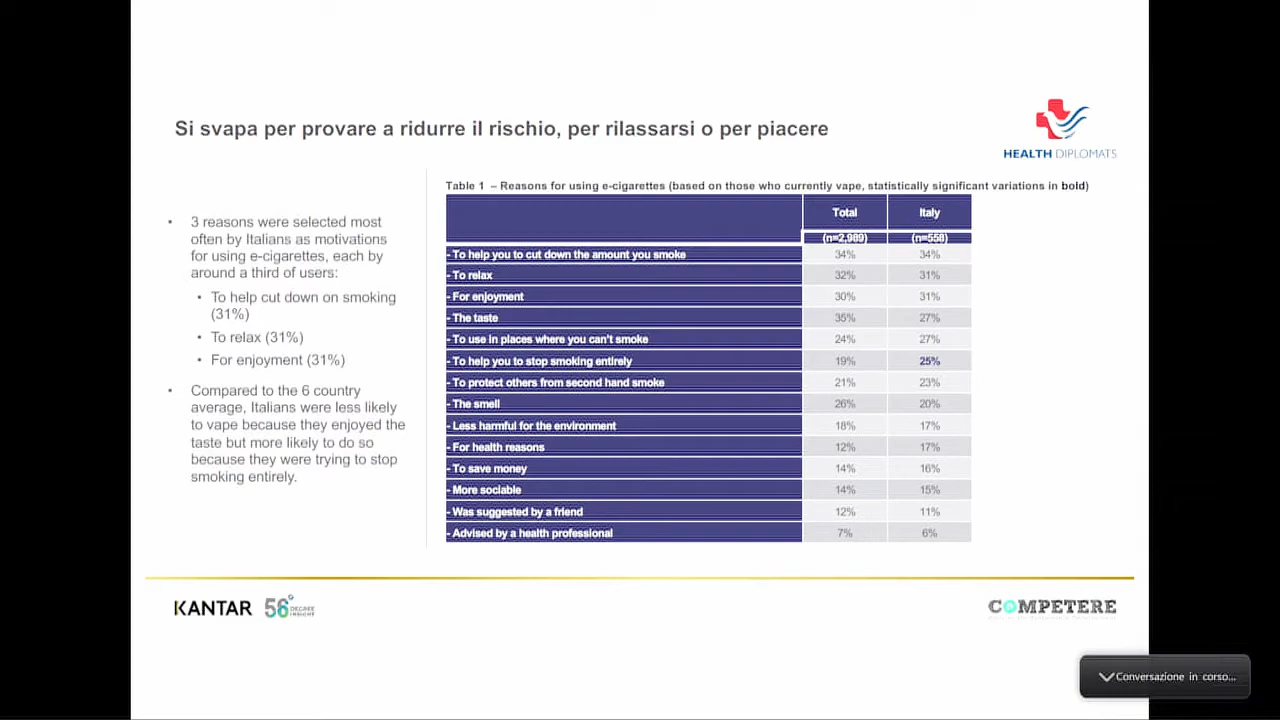 Si svapa per provare a ridurre il rischio, per rilassarsi o per piacere
HEALTH DIPLOMATS
• 3 reasons were selected most
often by Italians as motivations
for using e-cigarettes, each by
around a third of users:
• To help cut down on smoking
(31%)
• To relax (31%)
• For enjoyment (31%)
• Compared to the 6 country
average, Italians were less likely
to vape because they enjoyed the
taste but more likely to do so
because they were trying to stop
smoking entirely.
Table 1 – Reasons for using e-cigarettes (based on those who currently vape, statistically significant variations in bold)
Total Italy
(n=2,989) (n=558)
- To help you to cut down the amount you smoke 34% 34%
- To relax 32% 31%
- For enjoyment 30% 31%
- The taste 35% 27%
- To use in places where you can't smoke 24% 27%
- To help you to stop smoking entirely 19% 25%
- To protect others from second hand smoke 21% 23%
- The smell 26% 20%
- Less harmful for the environment 18% 17%
- For health reasons 12% 17%
- To save money 14% 16%
- More sociable 14% 15%
- Was suggested by a friend 12% 11%
- Advised by a health professional 7% 6%
KANTAR 56° DEGREE INSIGHT
COMPETERE
Conversazione in corso...